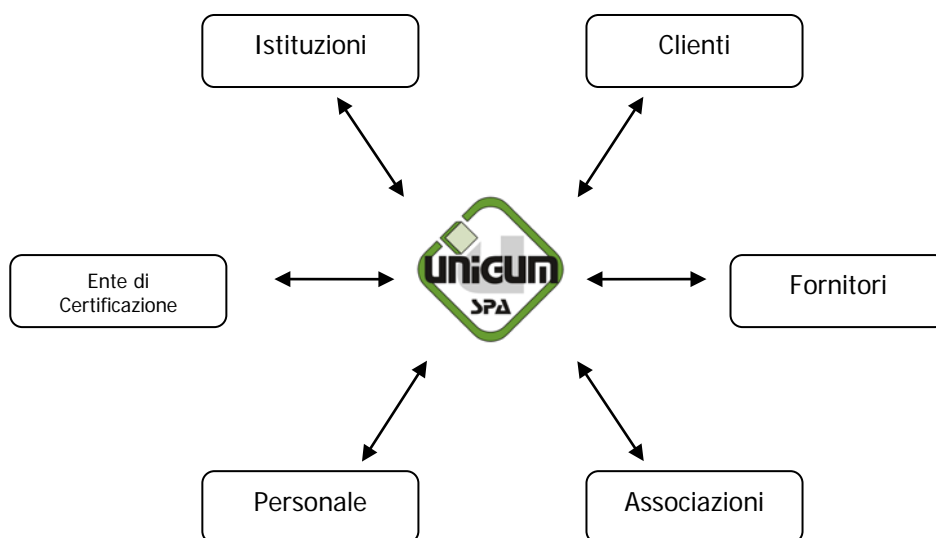 Istituzioni
Clienti
UNIGUM
SPA
Ente di
Certificazione
Fornitori
Personale
Associazioni